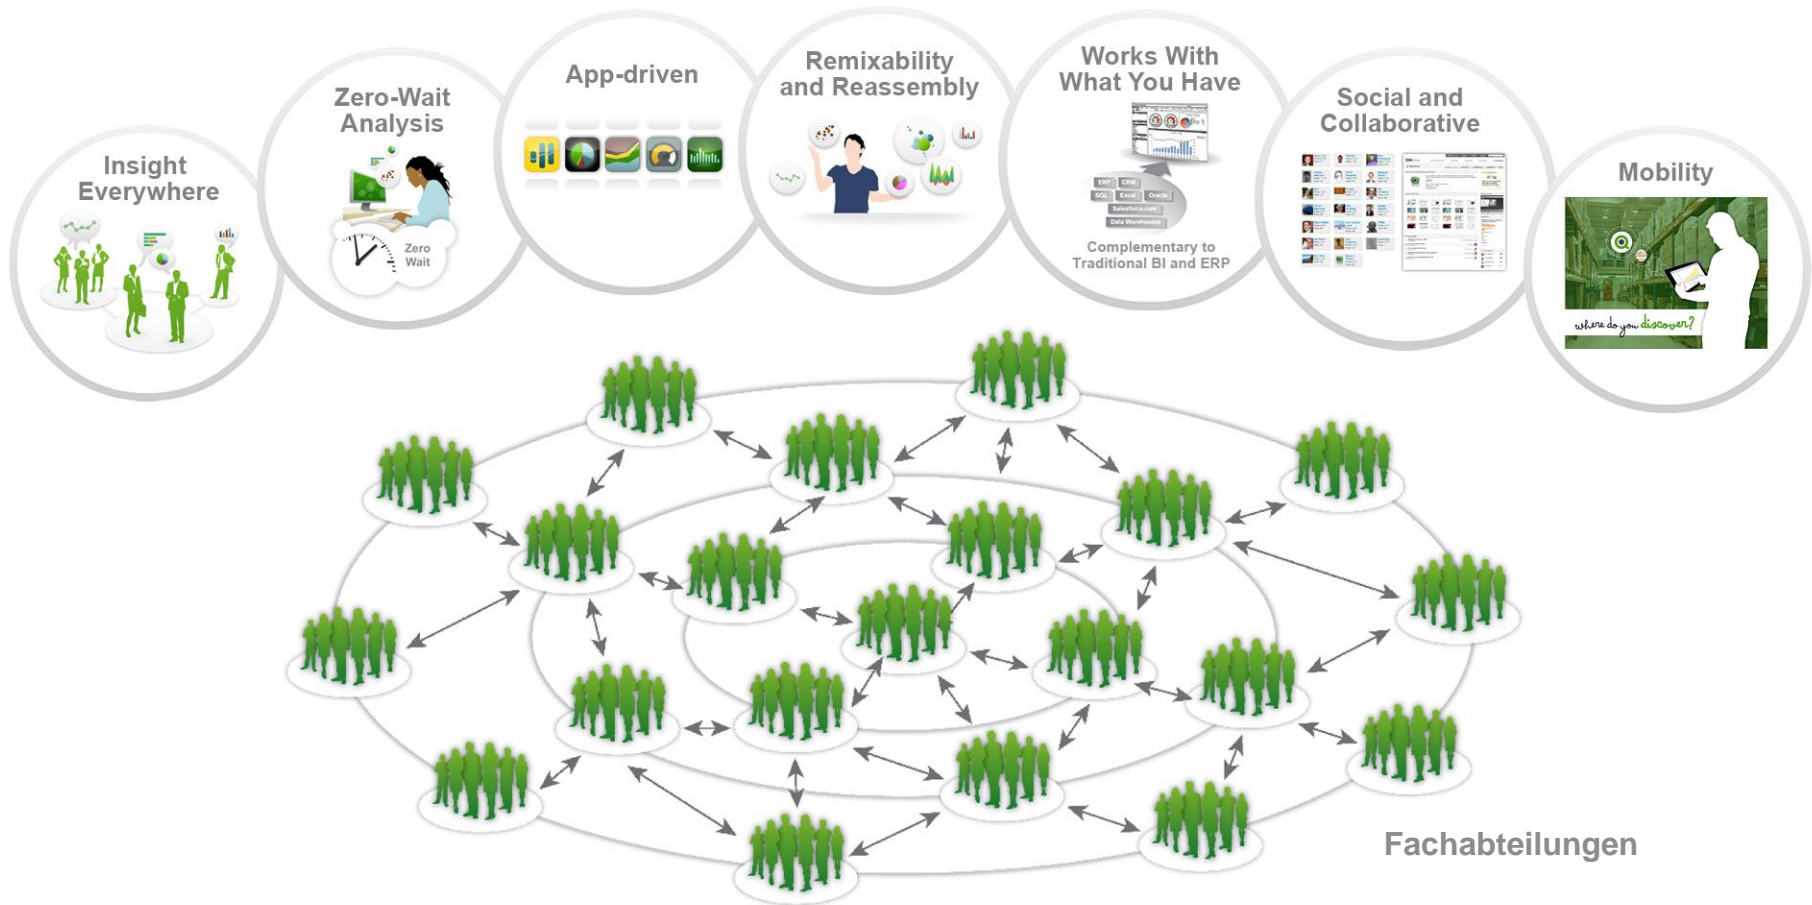 Insight
Everywhere
Zero-Wait
Analysis
Zero
Wait
App-driven
Remixability
and Reassembly
Works With
What You Have
ERP CRM
SQL Excel Oracle
Salesforce.com
Data Warehouses
Complementary to
Traditional BI and ERP
Social and
Collaborative
Mobility
where do you discover?
Fachabteilungen